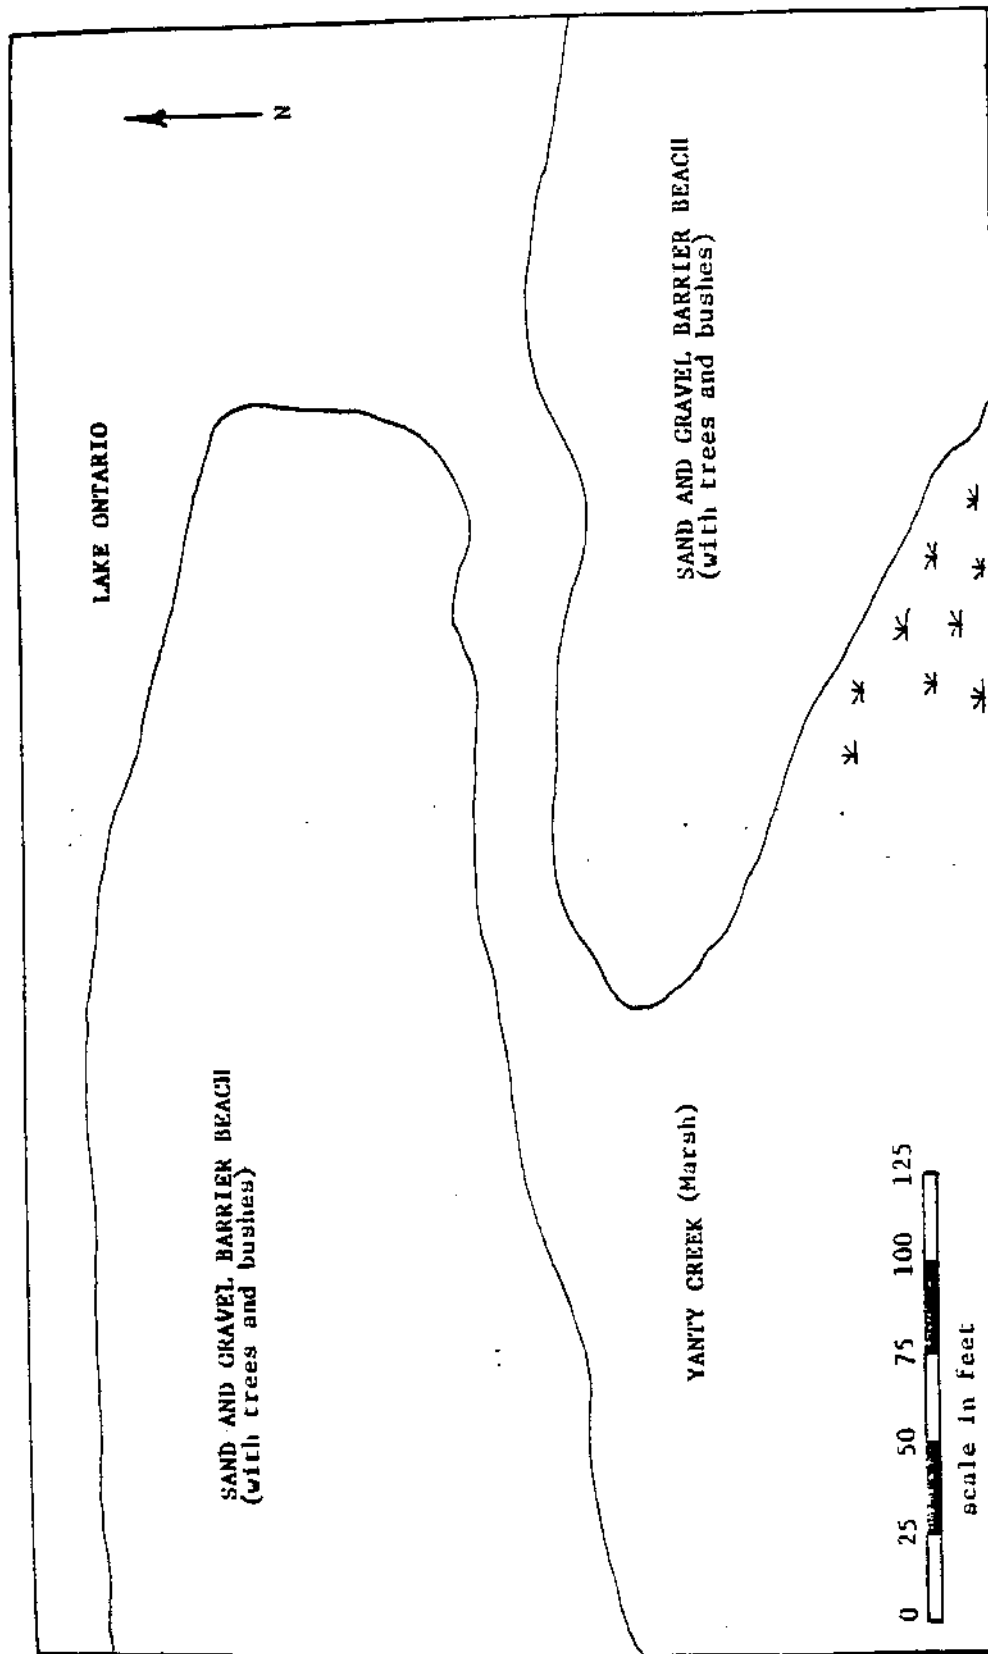 LAKE ONTARIO
N
SAND AND GRAVEL BARRIER BEACH
(with trees and bushes)
SAND AND GRAVEL BARRIER BEACH
(with trees and bushes)
YANTY CREEK (Marsh)
0 25 50 75 100 125
scale in feet